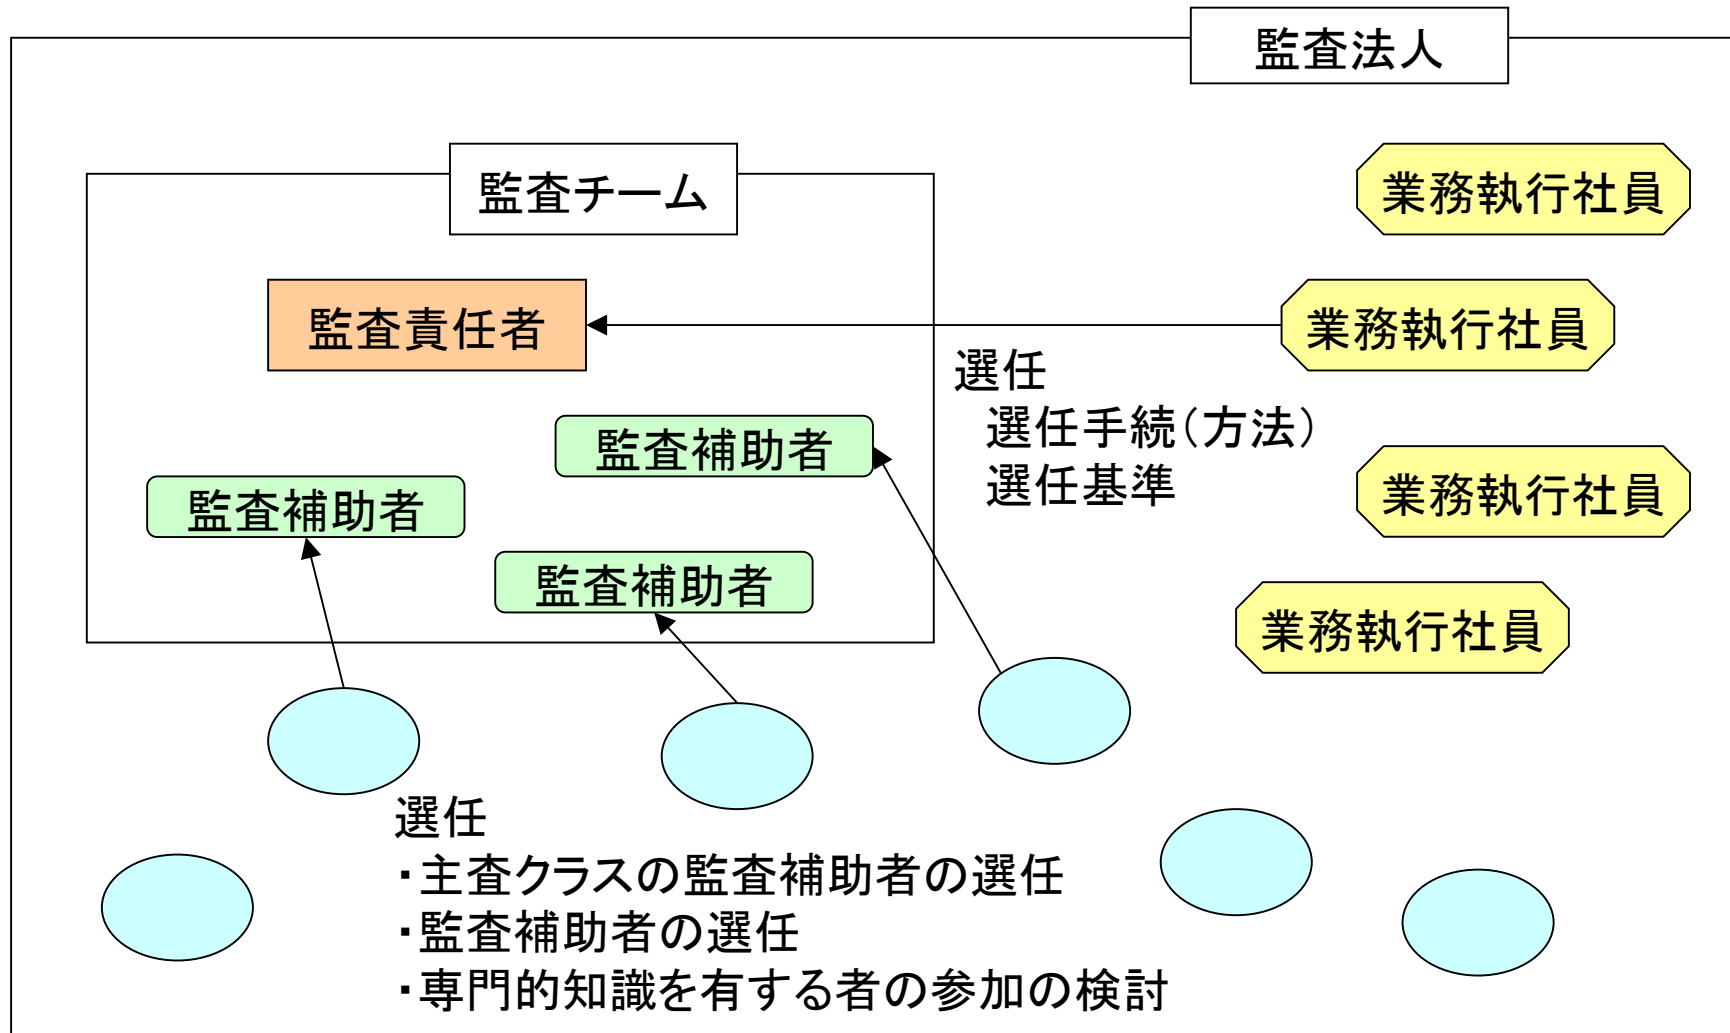 監査法人
監査チーム
業務執行社員
監査責任者
業務執行社員
選任
選任手続(方法)
選任基準
監査補助者
監査補助者
業務執行社員
監査補助者
業務執行社員
選任
・主査クラスの監査補助者の選任
・監査補助者の選任
・専門的知識を有する者の参加の検討